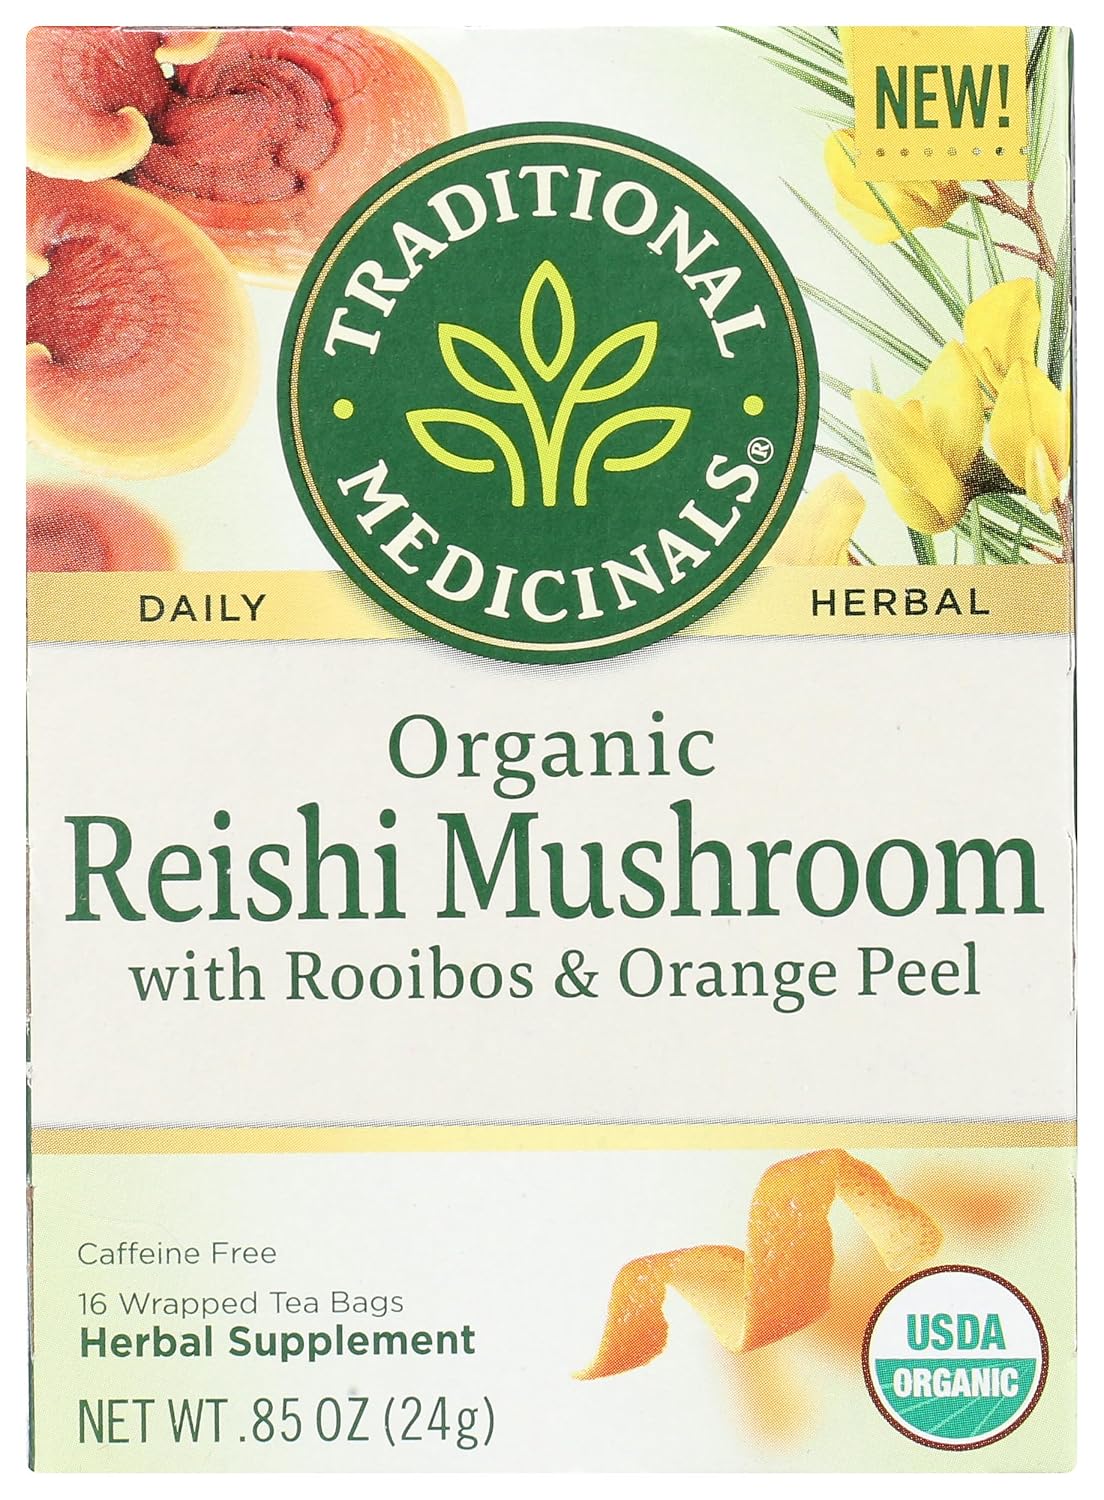 NEW!
TRADITIONAL
MEDICINALS®
DAILY
HERBAL
Organic
Reishi Mushroom
with Rooibos & Orange Peel
Caffeine Free
16 Wrapped Tea Bags
Herbal Supplement
NET WT .85 OZ (24g)
USDA
ORGANIC